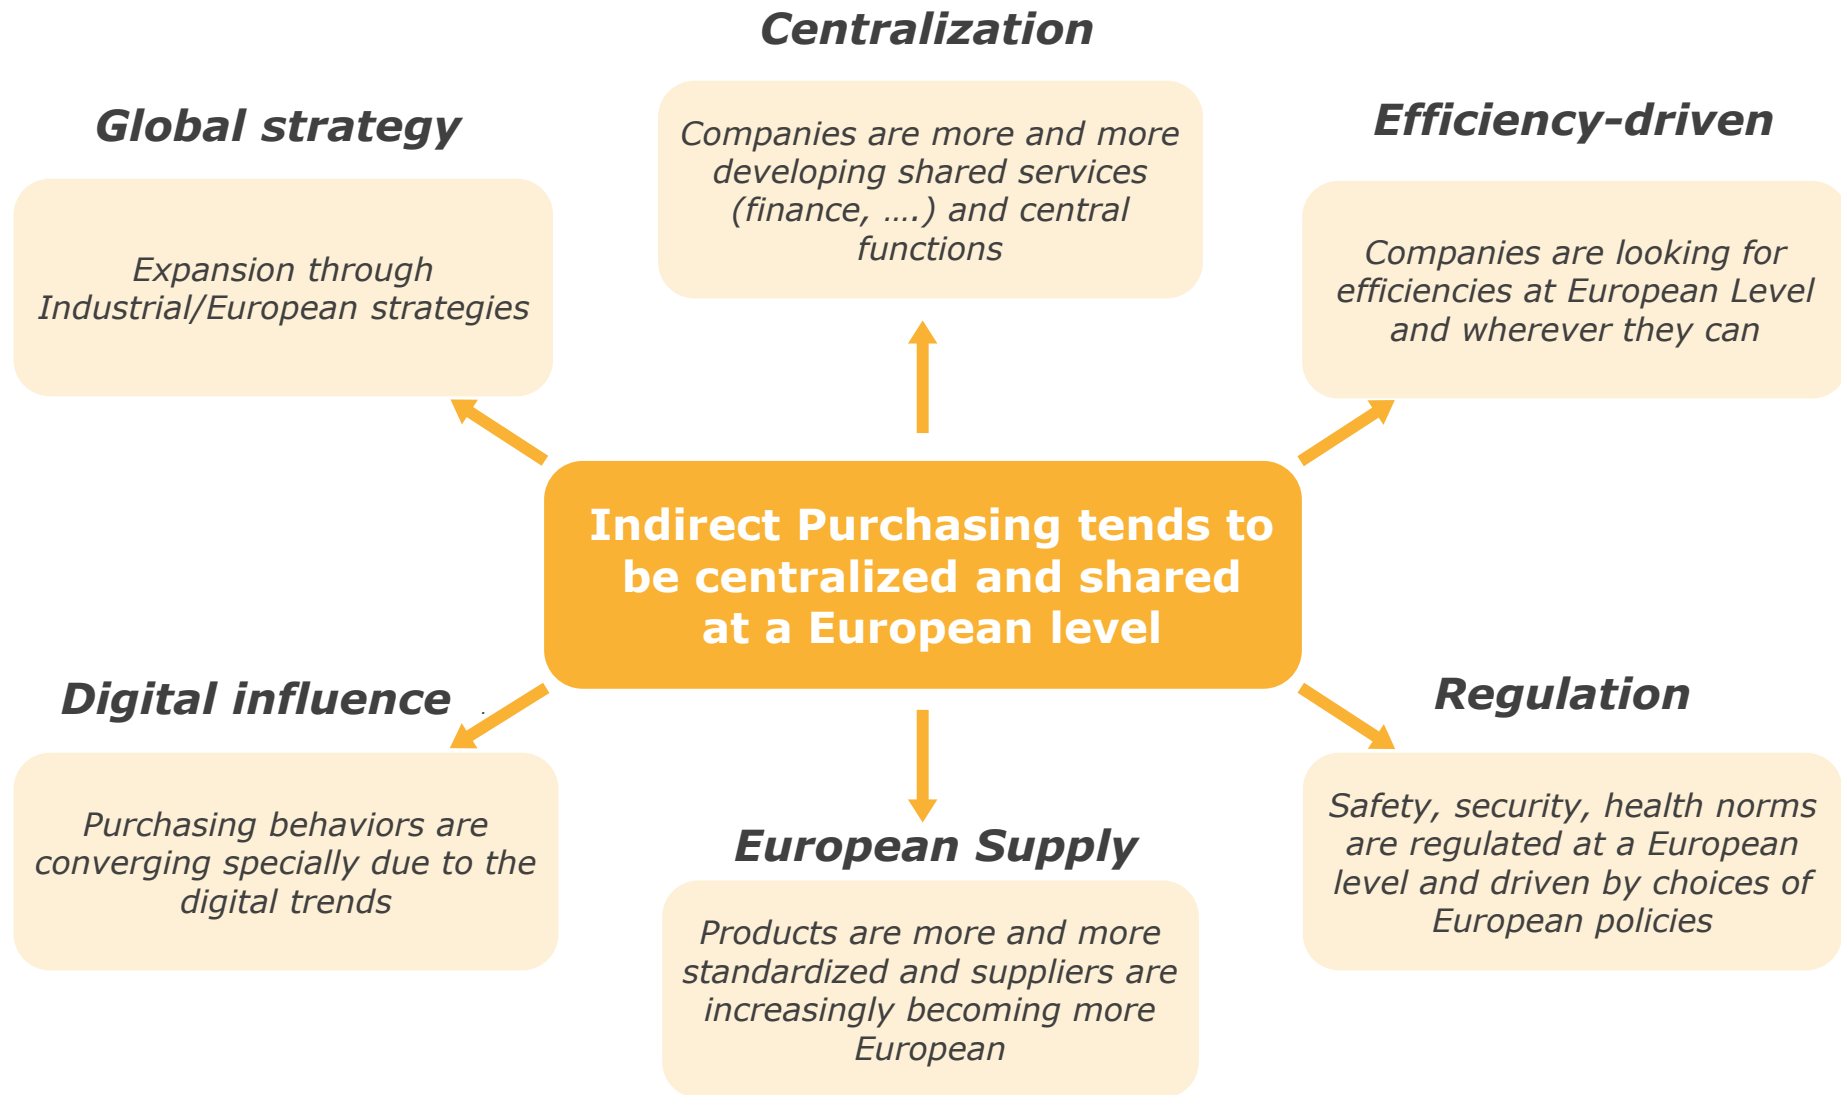 Centralization
Companies are more and more
developing shared services
(finance, ....) and central
functions
Global strategy
Expansion through
Industrial/European strategies
Efficiency-driven
Companies are looking for
efficiencies at European Level
and wherever they can
Indirect Purchasing tends to
be centralized and shared
at a European level
Digital influence
.
Purchasing behaviors are
converging specially due to the
digital trends
European Supply
Products are more and more
standardized and suppliers are
increasingly becoming more
European
Regulation
Safety, security, health norms
are regulated at a European
level and driven by choices of
European policies